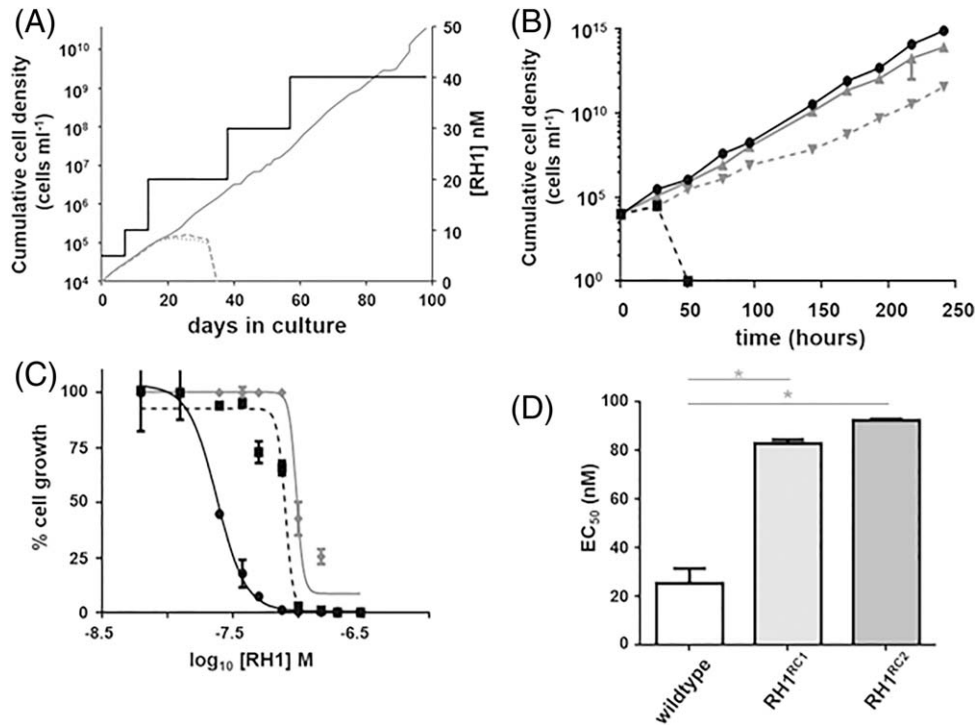 (A)
Cumulative cell density
(cells ml⁻¹)
10¹⁰
10⁹
10⁸
10⁷
10⁶
10⁵
10⁴
50
40
30
20
10
0
[RH1] nM
0 20 40 60 80 100
days in culture
(B)
Cumulative cell density
(cells ml⁻¹)
10¹⁵
10¹⁰
10⁵
10⁰
0 50 100 150 200 250
time (hours)
(C)
% cell growth
100
75
50
25
0
-8.5 -7.5 -6.5
log₁₀ [RH1] M
(D)
EC₅₀ (nM)
100
80
60
40
20
0
*
*
wildtype
RH1ᴿᶜ¹
RH1ᴿᶜ²